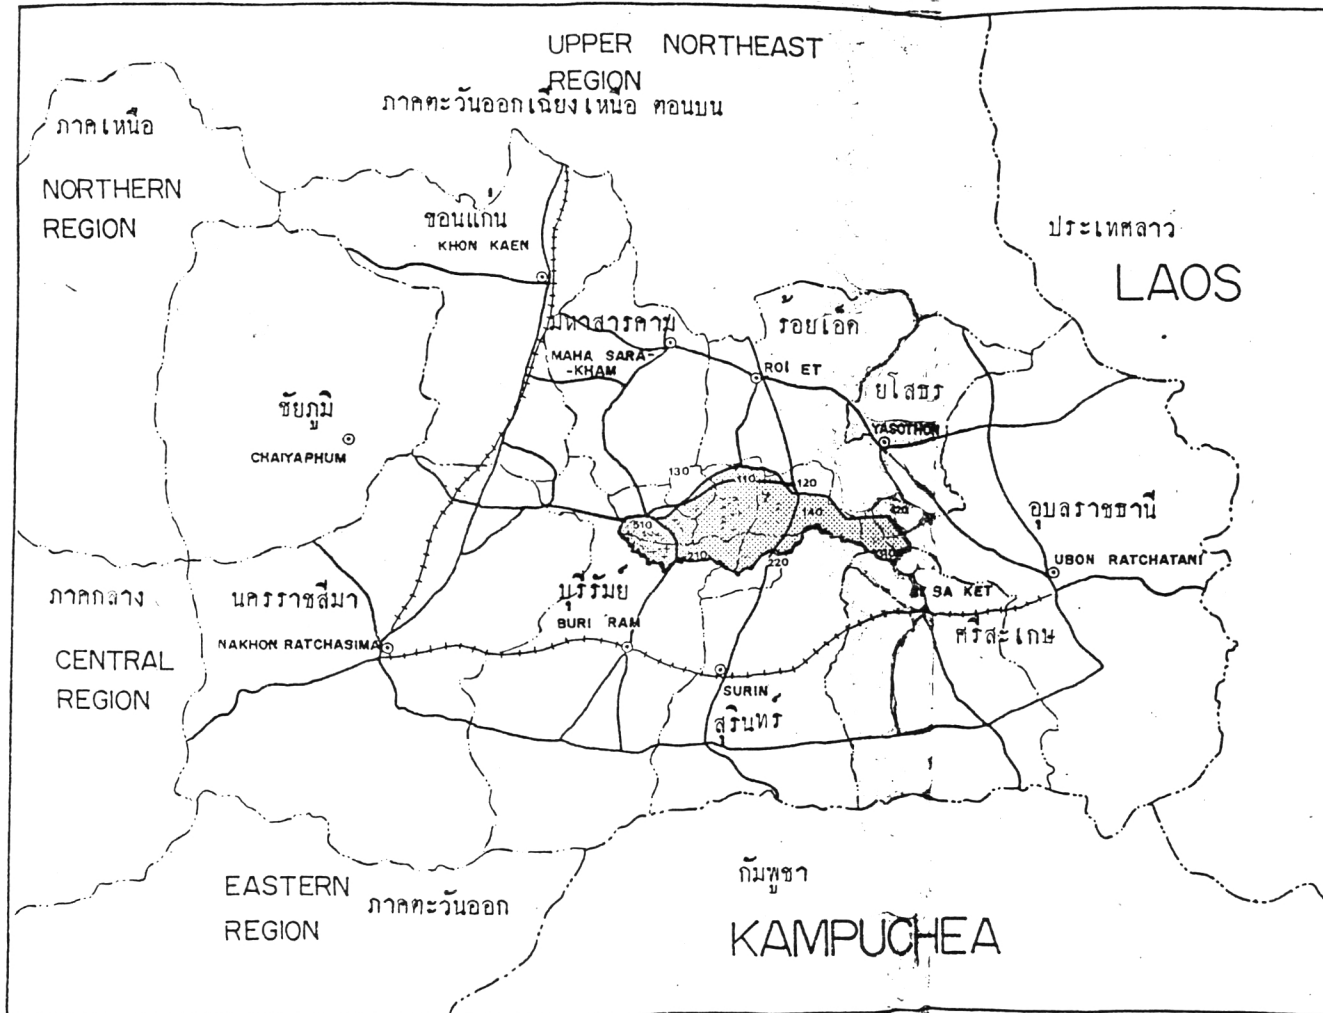 UPPER NORTHEAST
REGION
ภาคตะวันออกเฉียงเหนือ ตอนบน
ภาคเหนือ
NORTHERN
REGION
ขอนแก่น
KHON KAEN
ประเทศลาว
LAOS
มหาสารคาม
MAHA SARA-
-KHAM
ร้อยเอ็ด
ROI ET
ยโสธร
YASOTHON
ชัยภูมิ
CHAIYAPHUM
130
110
120
140
510
210
220
อุบลราชธานี
UBON RATCHATANI
ภาคกลาง
CENTRAL
REGION
นครราชสีมา
NAKHON RATCHASIMA
บุรีรัมย์
BURI RAM
SI SA KET
ศรีสะเกษ
SURIN
สุรินทร์
EASTERN
REGION
ภาคตะวันออก
กัมพูชา
KAMPUCHEA